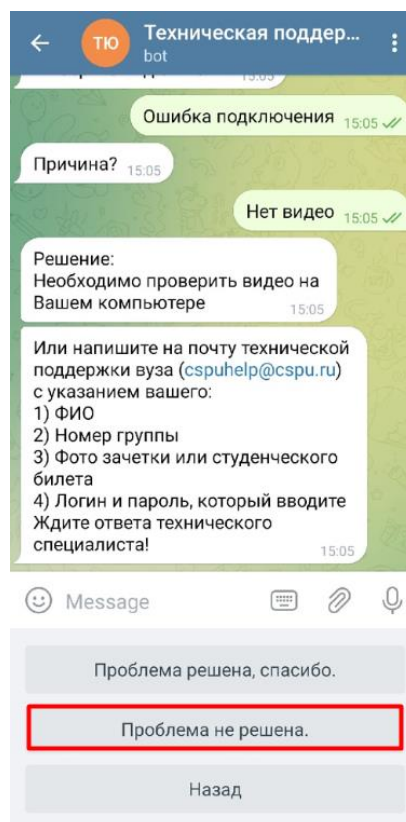 ТЮ
Техническая поддер...
bot
15:05
Ошибка подключения 15:05
Причина? 15:05
Нет видео 15:05
Решение:
Необходимо проверить видео на
Вашем компьютере 15:05
Или напишите на почту технической
поддержки вуза (cspuhelp@cspu.ru)
с указанием вашего:
1) ФИО
2) Номер группы
3) Фото зачетки или студенческого
билета
4) Логин и пароль, который вводите
Ждите ответа технического
специалиста! 15:05
Message
Проблема решена, спасибо.
Проблема не решена.
Назад